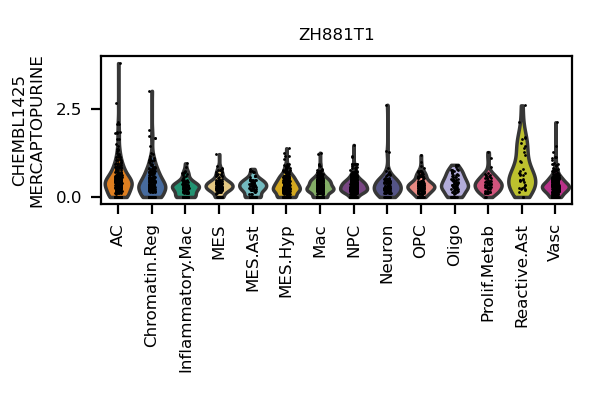 ZH881T1
CHEMBL1425
MERCAPTOPURINE
2.5
0.0
AC
Chromatin.Reg
Inflammatory.Mac
MES
MES.Ast
MES.Hyp
Mac
NPC
Neuron
OPC
Oligo
Prolif.Metab
Reactive.Ast
Vasc